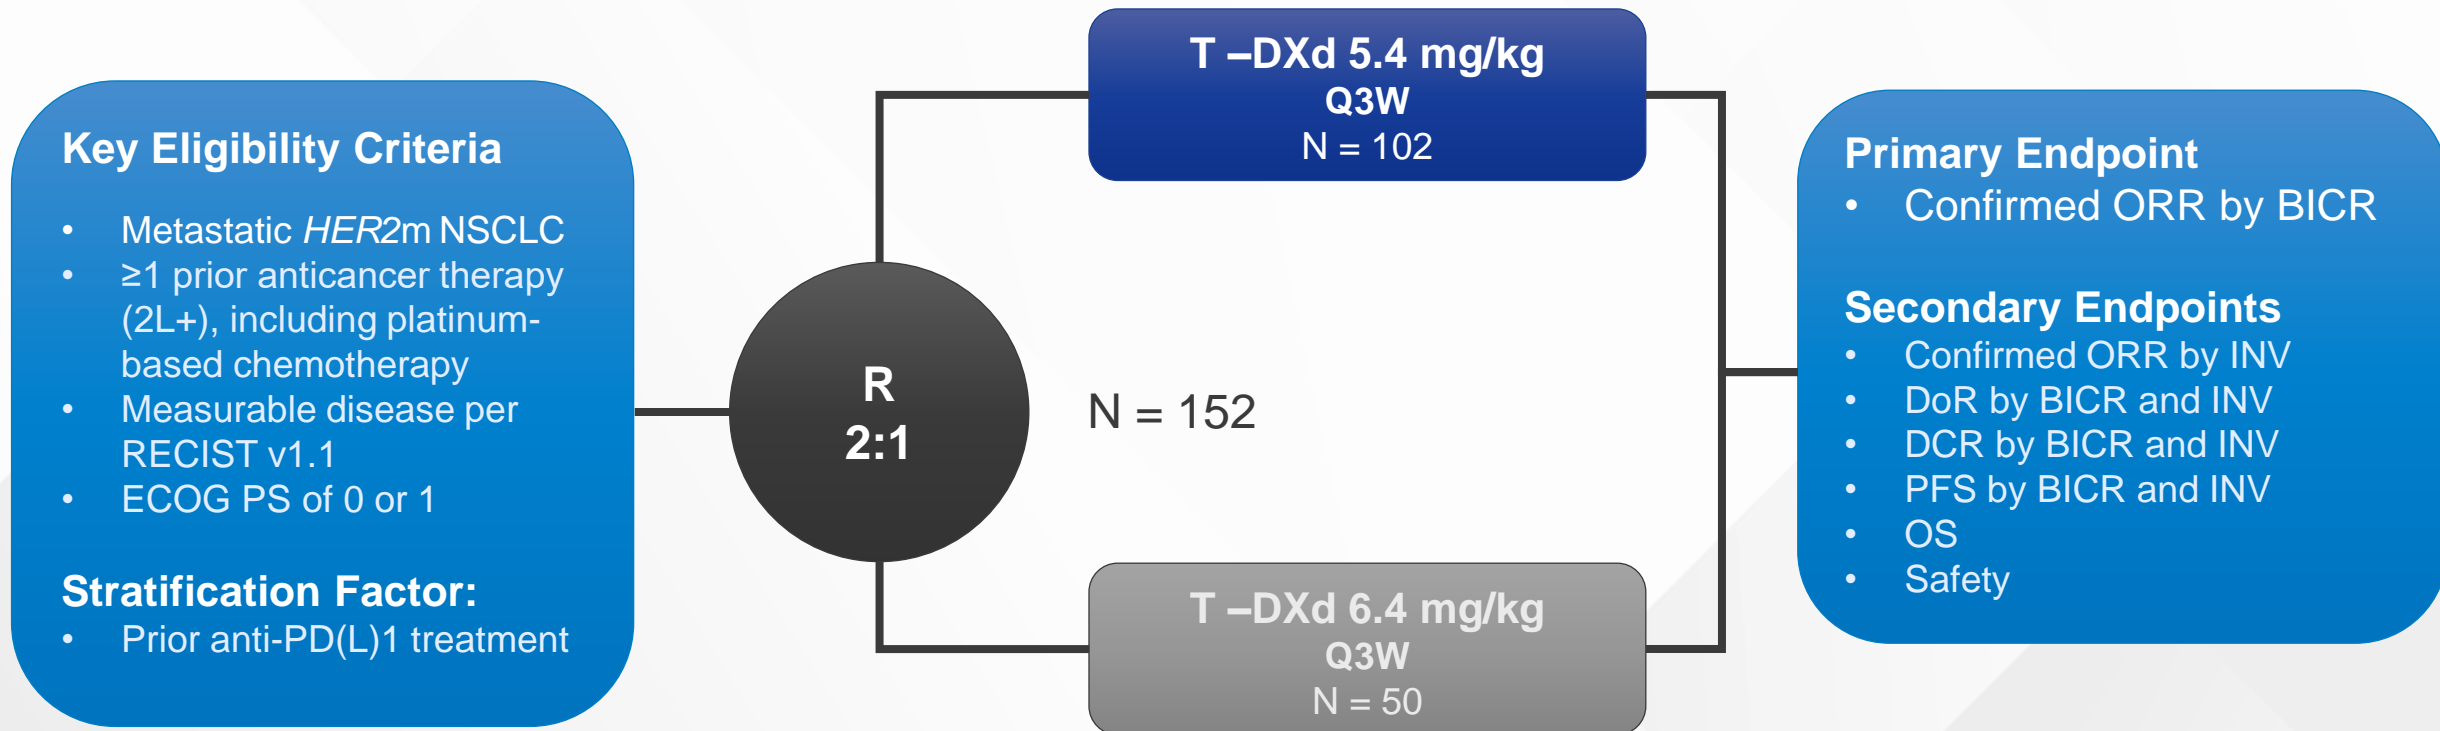 Key Eligibility Criteria
• Metastatic HER2m NSCLC
• ≥1 prior anticancer therapy
(2L+), including platinum-
based chemotherapy
• Measurable disease per
RECIST v1.1
• ECOG PS of 0 or 1
Stratification Factor:
• Prior anti-PD(L)1 treatment
R
2:1
N = 152
T –DXd 5.4 mg/kg
Q3W
N = 102
T –DXd 6.4 mg/kg
Q3W
N = 50
Primary Endpoint
• Confirmed ORR by BICR
Secondary Endpoints
• Confirmed ORR by INV
• DoR by BICR and INV
• DCR by BICR and INV
• PFS by BICR and INV
• OS
• Safety